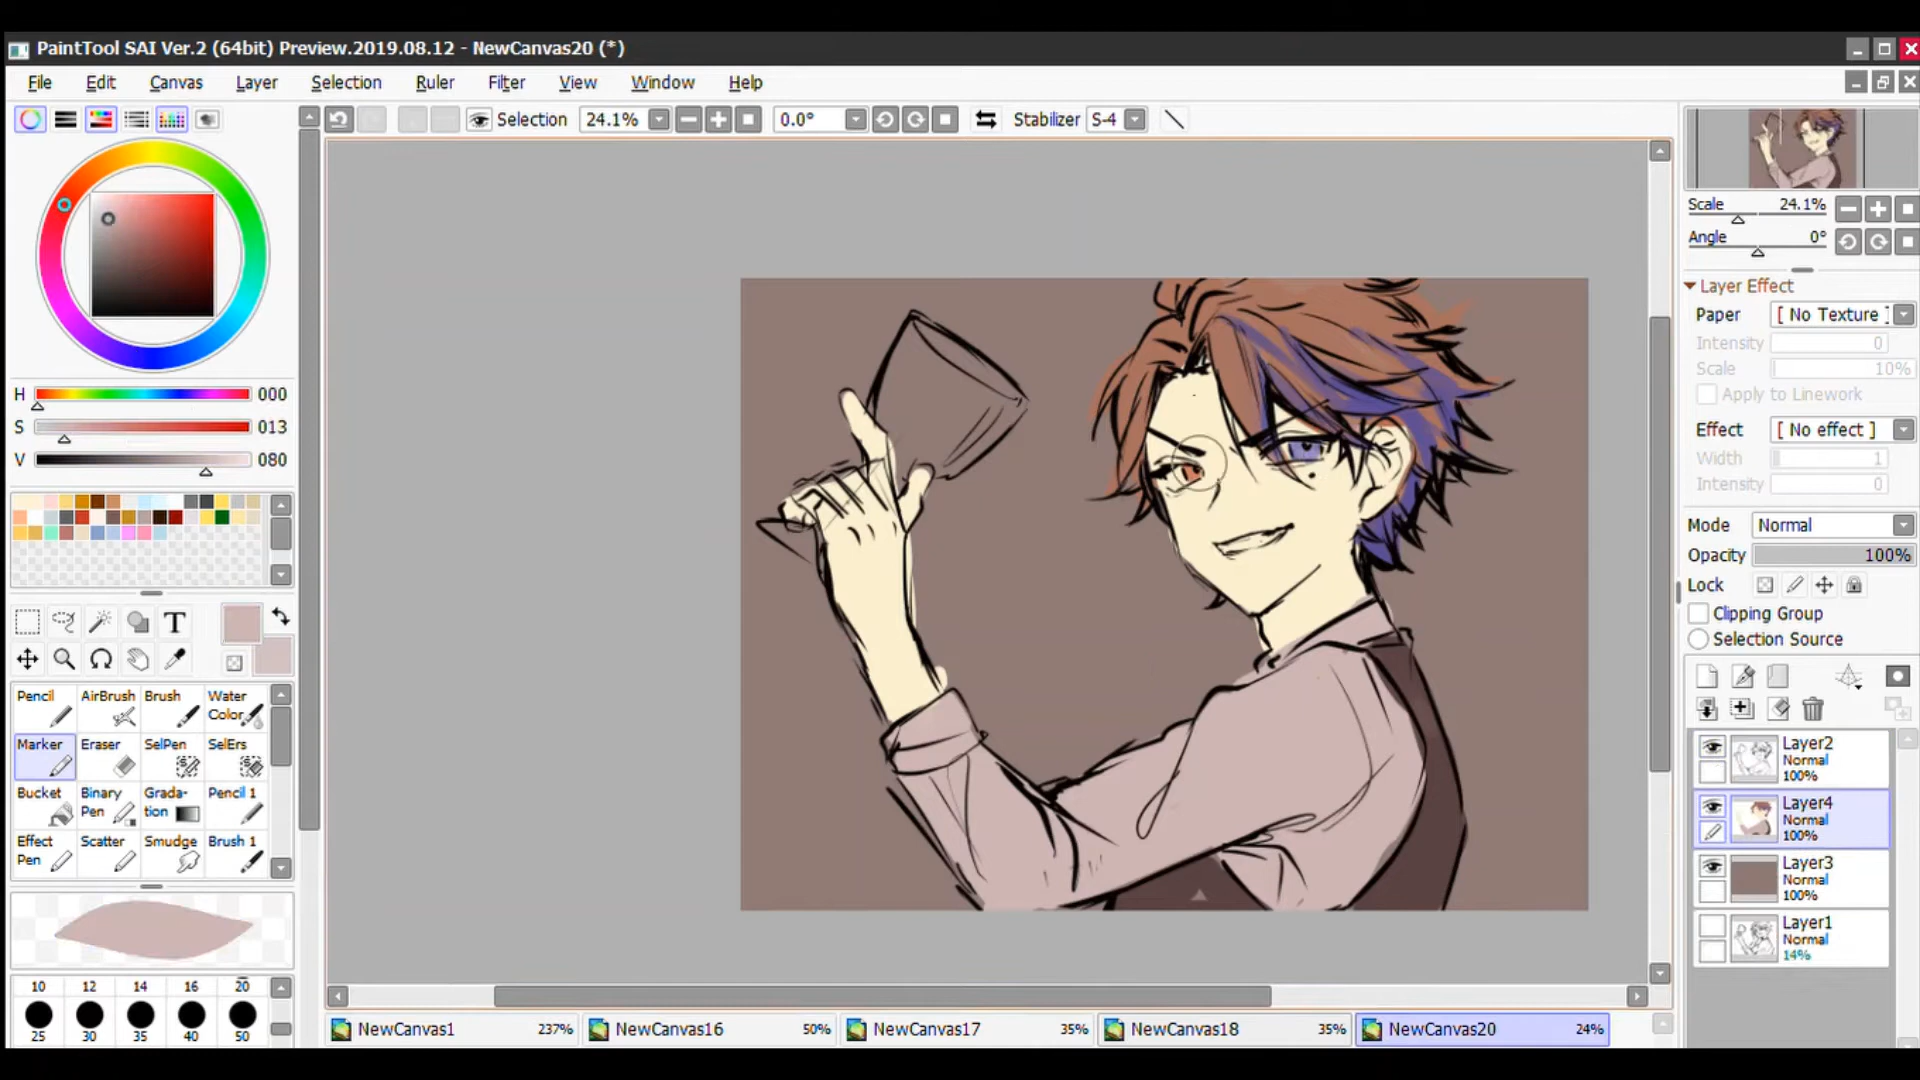 PaintTool SAI Ver.2 (64bit) Preview.2019.08.12 - NewCanvas20 (*)
File Edit Canvas Layer Selection Ruler Filter View Window Help
Selection 24.1% 0.0° Stabilizer S-4
Scale 24.1%
Angle 0°
Layer Effect
Paper [ No Texture ]
Intensity 0
Scale 10%
Apply to Linework
Effect [ No effect ]
Width 1
Intensity 0
Mode Normal
Opacity 100%
Lock
Clipping Group
Selection Source
Layer2
Normal
100%
Layer4
Normal
100%
Layer3
Normal
100%
Layer1
Normal
14%
H 000
S 013
V 080
T
Pencil AirBrush Brush Water Color
Marker Eraser SelPen SelErs
Bucket Binary Pen Grada-tion Pencil 1
Effect Pen Scatter Smudge Brush 1
10 12 14 16 20
25 30 35 40 50
NewCanvas1 237% NewCanvas16 50% NewCanvas17 35% NewCanvas18 35% NewCanvas20 24%